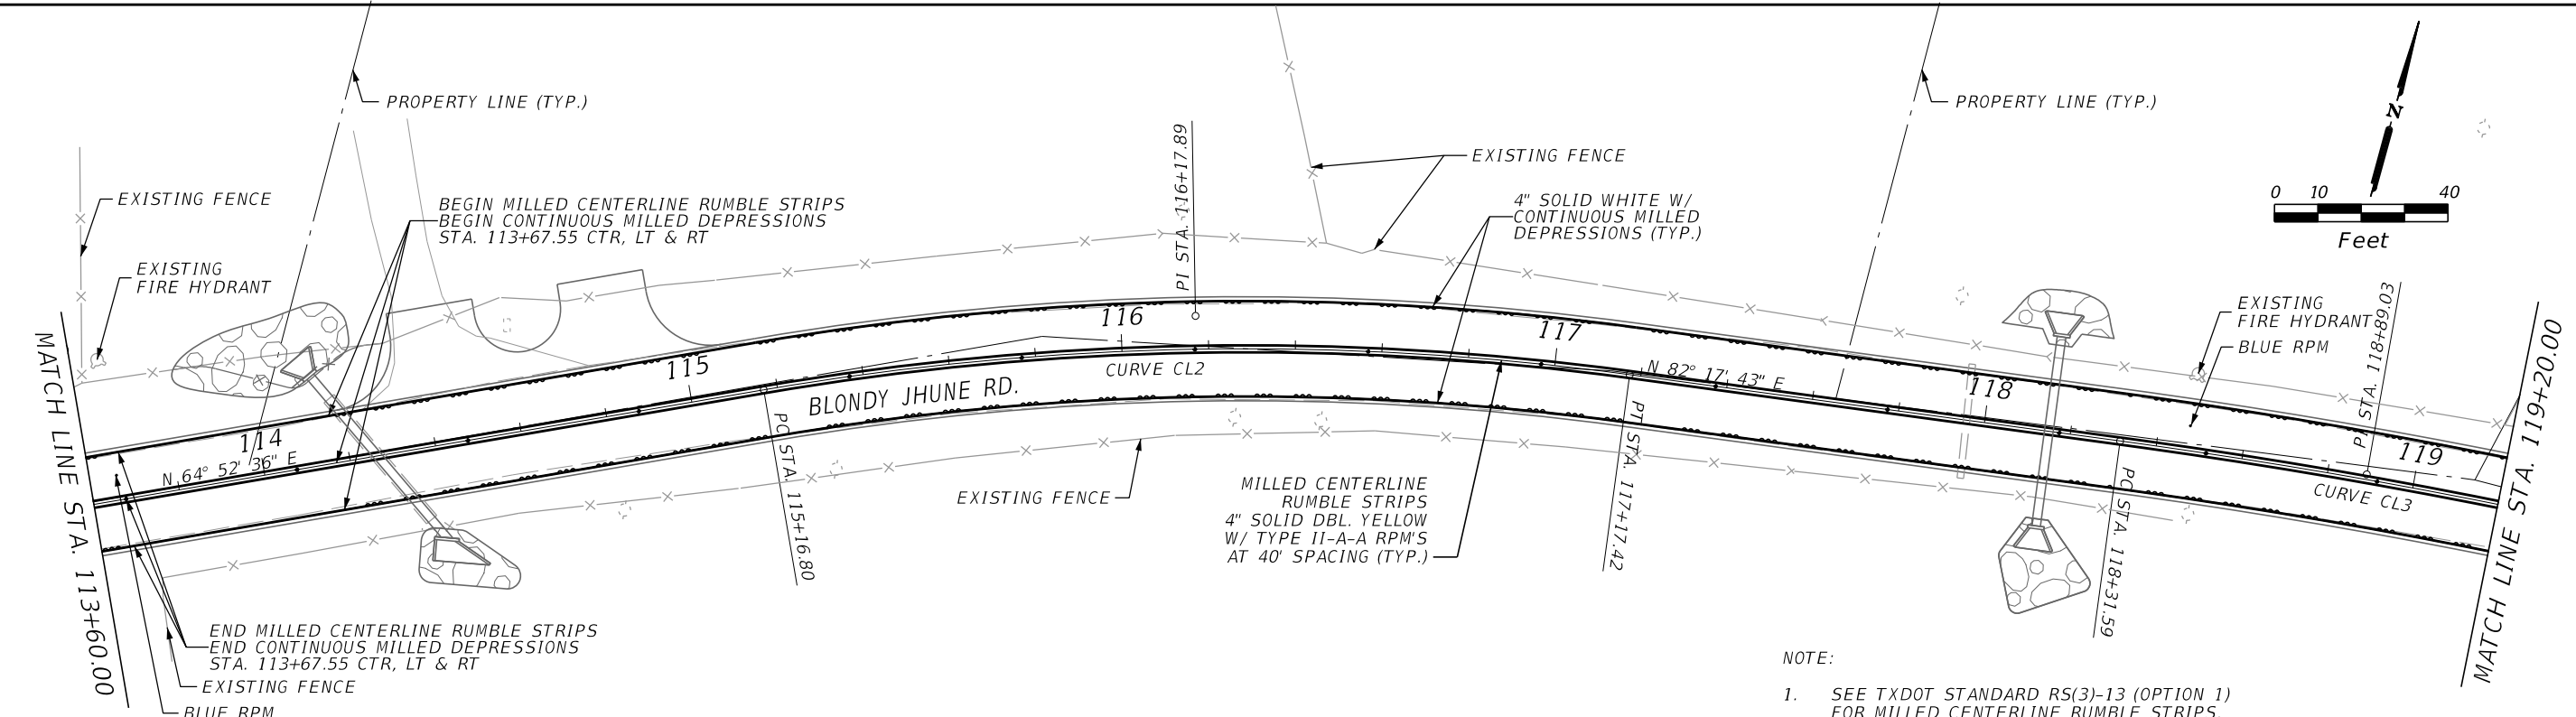 PROPERTY LINE (TYP.)
PROPERTY LINE (TYP.)
N
0 10 40
Feet
EXISTING FENCE
EXISTING FENCE
BEGIN MILLED CENTERLINE RUMBLE STRIPS
BEGIN CONTINUOUS MILLED DEPRESSIONS
STA. 113+67.55 CTR, LT & RT
PI STA. 116+17.89
4" SOLID WHITE W/
CONTINUOUS MILLED
DEPRESSIONS (TYP.)
EXISTING
FIRE HYDRANT
EXISTING
FIRE HYDRANT
BLUE RPM
PI STA. 118+89.03
MATCH LINE STA. 113+60.00
MATCH LINE STA. 119+20.00
114
115
116
117
118
119
N 64° 52' 36" E
BLONDY JHUNE RD.
CURVE CL2
N 82° 17' 43" E
CURVE CL3
PC STA. 115+16.80
PT STA. 117+17.42
PC STA. 118+31.59
EXISTING FENCE
MILLED CENTERLINE
RUMBLE STRIPS
4" SOLID DBL. YELLOW
W/ TYPE II-A-A RPM'S
AT 40' SPACING (TYP.)
END MILLED CENTERLINE RUMBLE STRIPS
END CONTINUOUS MILLED DEPRESSIONS
STA. 113+67.55 CTR, LT & RT
EXISTING FENCE
BLUE RPM
NOTE:
1. SEE TXDOT STANDARD RS(3)-13 (OPTION 1)
FOR MILLED CENTERLINE RUMBLE STRIPS.